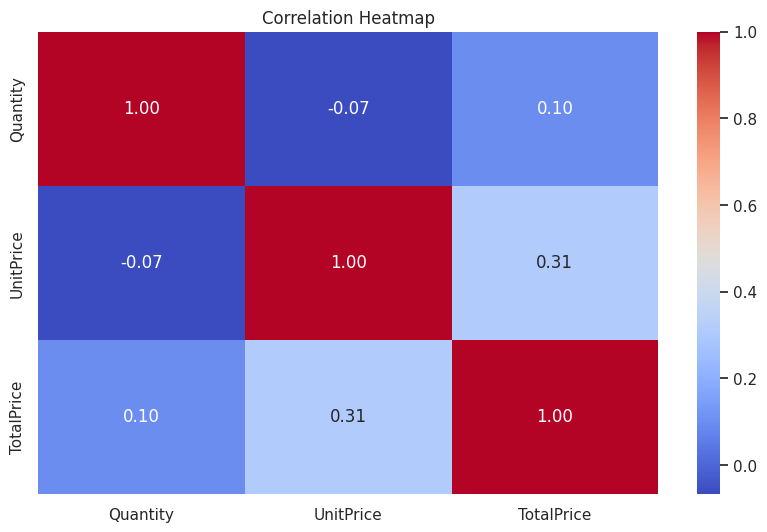 Correlation Heatmap
Quantity
1.00
-0.07
0.10
UnitPrice
-0.07
1.00
0.31
TotalPrice
0.10
0.31
1.00
Quantity
UnitPrice
TotalPrice
1.0
0.8
0.6
0.4
0.2
0.0